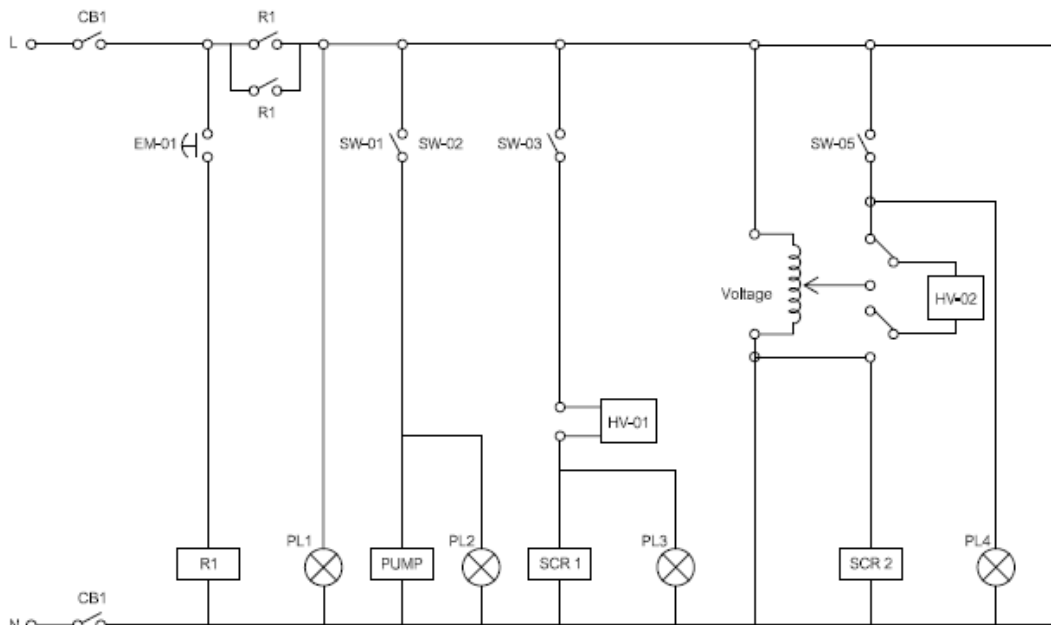 CB1
R1
L
R1
EM-01
SW-01
SW-02
SW-03
SW-05
Voltage
HV-02
HV-01
PL1
PL2
PL3
PL4
R1
PUMP
SCR 1
SCR 2
CB1
N